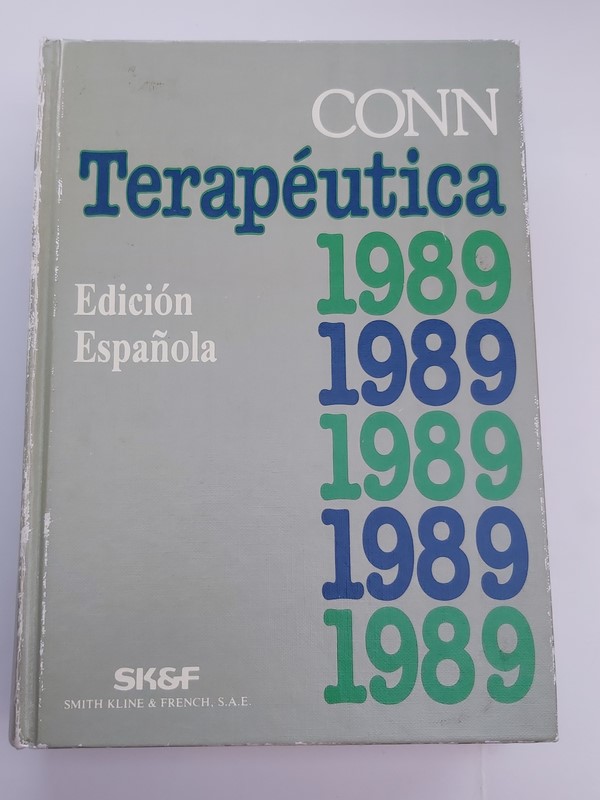 CONN
Terapéutica
1989
Edición
Española
1989
1989
1989
1989
SK&F
SMITH KLINE & FRENCH, S.A.E.